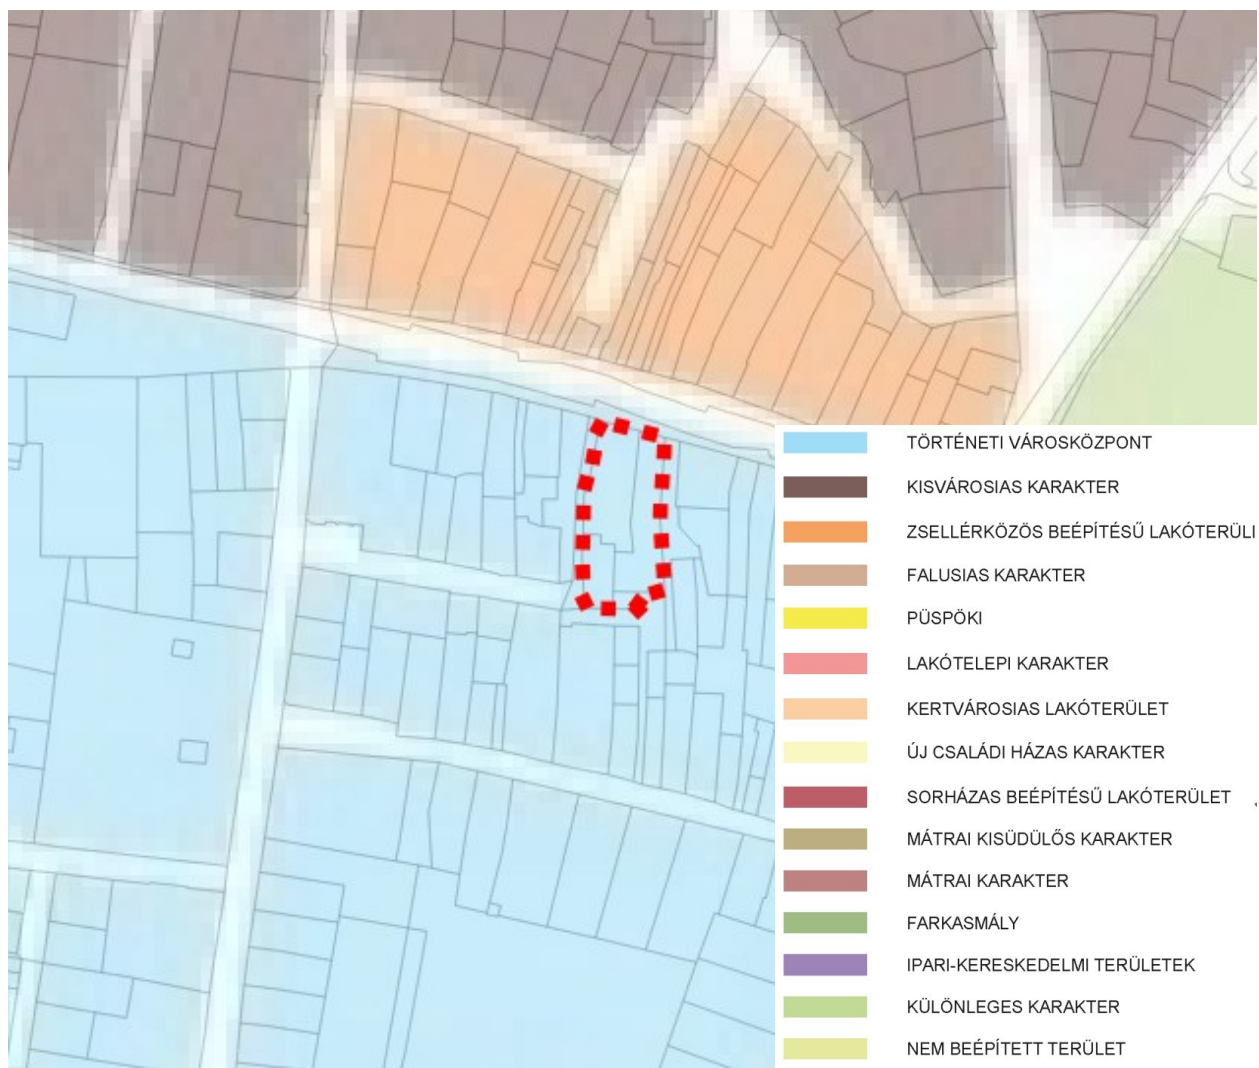 TÖRTÉNETI VÁROSKÖZPONT
KISVÁROSIAS KARAKTER
ZSELLÉRKÖZÖS BEÉPÍTÉSŰ LAKÓTERÜLI
FALUSIAS KARAKTER
PÜSPÖKI
LAKÓTELEPI KARAKTER
KERTVÁROSIAS LAKÓTERÜLET
ÚJ CSALÁDI HÁZAS KARAKTER
SORHÁZAS BEÉPÍTÉSŰ LAKÓTERÜLET
MÁTRAI KISÜDÜLŐS KARAKTER
MÁTRAI KARAKTER
FARKASMÁLY
IPARI-KERESKEDELMI TERÜLETEK
KÜLÖNLEGES KARAKTER
NEM BEÉPÍTETT TERÜLET